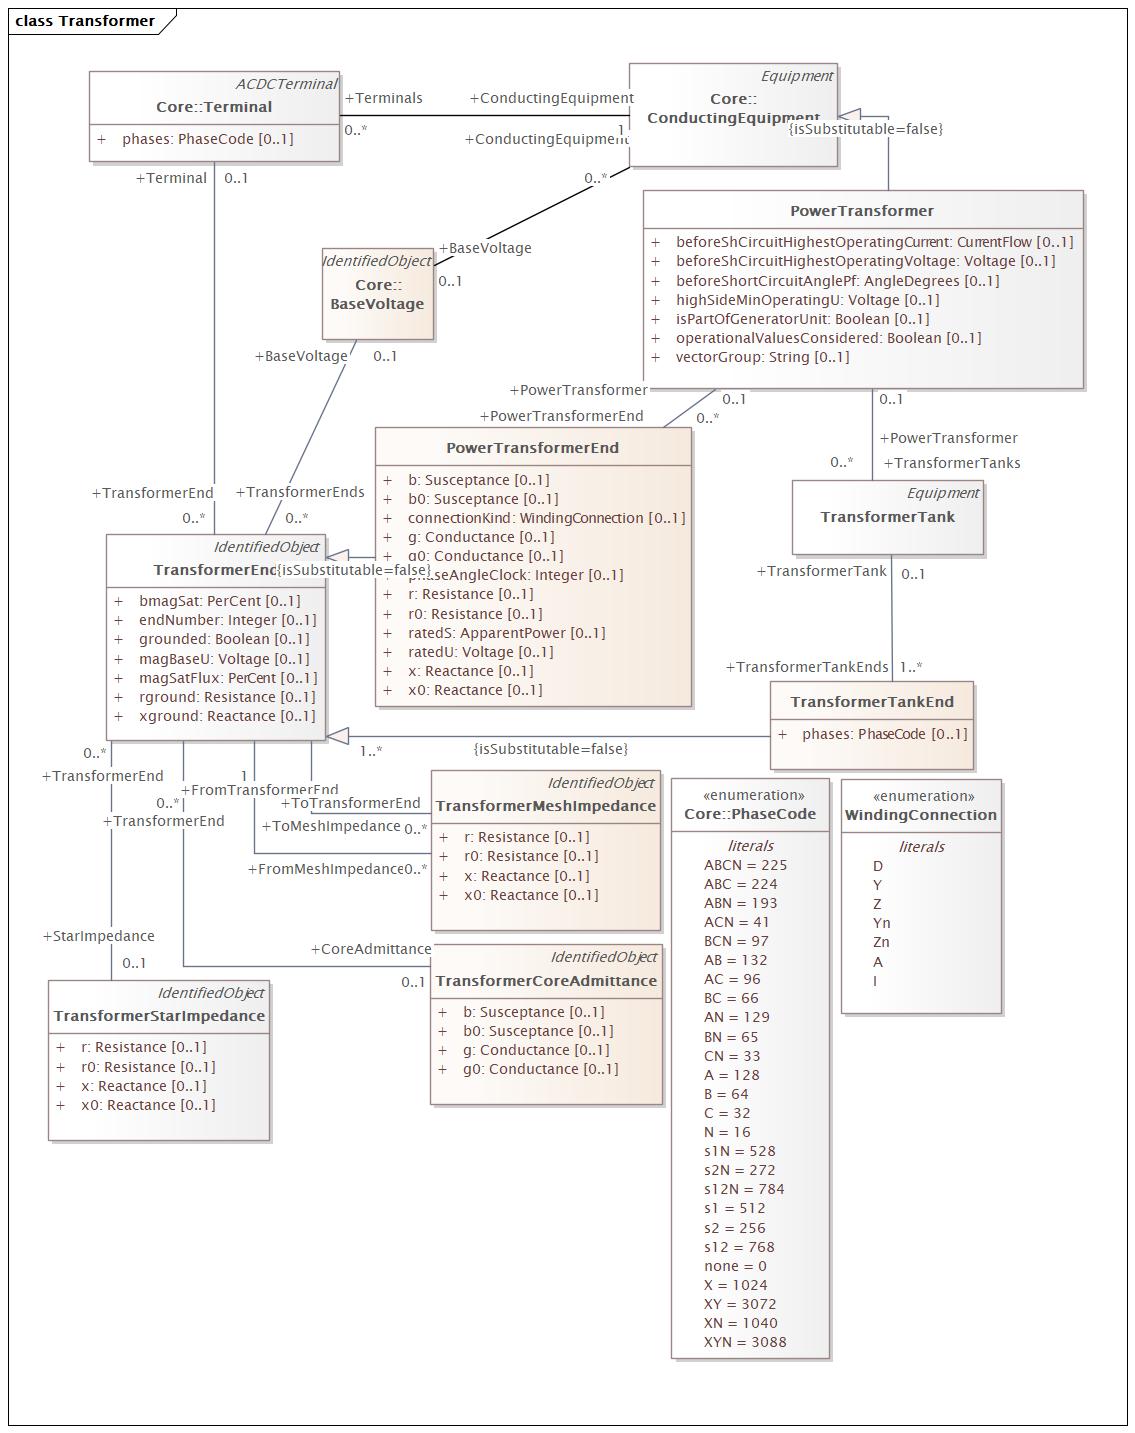 class Transformer
ACDCTerminal
Core::Terminal
+ phases: PhaseCode [0..1]
+Terminals
0..*
+ConductingEquipment
1
+ConductingEquipment
0..*
Equipment
Core::
ConductingEquipment
{isSubstitutable=false}
+Terminal
0..1
PowerTransformer
+ beforeShCircuitHighestOperatingCurrent: CurrentFlow [0..1]
+ beforeShCircuitHighestOperatingVoltage: Voltage [0..1]
+ beforeShortCircuitAnglePf: AngleDegrees [0..1]
+ highSideMinOperatingU: Voltage [0..1]
+ isPartOfGeneratorUnit: Boolean [0..1]
+ operationalValuesConsidered: Boolean [0..1]
+ vectorGroup: String [0..1]
+BaseVoltage
0..1
IdentifiedObject
Core::
BaseVoltage
+BaseVoltage
0..1
+PowerTransformer
0..1
+PowerTransformerEnd
0..*
0..1
+PowerTransformer
0..*
+TransformerTanks
PowerTransformerEnd
+ b: Susceptance [0..1]
+ b0: Susceptance [0..1]
+ connectionKind: WindingConnection [0..1]
+ g: Conductance [0..1]
+ g0: Conductance [0..1]
+ phaseAngleClock: Integer [0..1]
+ r: Resistance [0..1]
+ r0: Resistance [0..1]
+ ratedS: ApparentPower [0..1]
+ ratedU: Voltage [0..1]
+ x: Reactance [0..1]
+ x0: Reactance [0..1]
Equipment
TransformerTank
+TransformerTank
0..1
+TransformerEnd
0..*
+TransformerEnds
0..*
IdentifiedObject
TransformerEnd
{isSubstitutable=false}
+ bmagSat: PerCent [0..1]
+ endNumber: Integer [0..1]
+ grounded: Boolean [0..1]
+ magBaseU: Voltage [0..1]
+ magSatFlux: PerCent [0..1]
+ rground: Resistance [0..1]
+ xground: Reactance [0..1]
+TransformerTankEnds
1..*
TransformerTankEnd
+ phases: PhaseCode [0..1]
1..*
{isSubstitutable=false}
0..*
+TransformerEnd
0..*
+TransformerEnd
1
+FromTransformerEnd
+ToTransformerEnd
+ToMeshImpedance
0..*
+FromMeshImpedance
0..*
IdentifiedObject
TransformerMeshImpedance
+ r: Resistance [0..1]
+ r0: Resistance [0..1]
+ x: Reactance [0..1]
+ x0: Reactance [0..1]
+StarImpedance
0..1
+CoreAdmittance
0..1
IdentifiedObject
TransformerCoreAdmittance
+ b: Susceptance [0..1]
+ b0: Susceptance [0..1]
+ g: Conductance [0..1]
+ g0: Conductance [0..1]
IdentifiedObject
TransformerStarImpedance
+ r: Resistance [0..1]
+ r0: Resistance [0..1]
+ x: Reactance [0..1]
+ x0: Reactance [0..1]
«enumeration»
Core::PhaseCode
literals
ABCN = 225
ABC = 224
ABN = 193
ACN = 41
BCN = 97
AB = 132
AC = 96
BC = 66
AN = 129
BN = 65
CN = 33
A = 128
B = 64
C = 32
N = 16
s1N = 528
s2N = 272
s12N = 784
s1 = 512
s2 = 256
s12 = 768
none = 0
X = 1024
XY = 3072
XN = 1040
XYN = 3088
«enumeration»
WindingConnection
literals
D
Y
Z
Yn
Zn
A
I